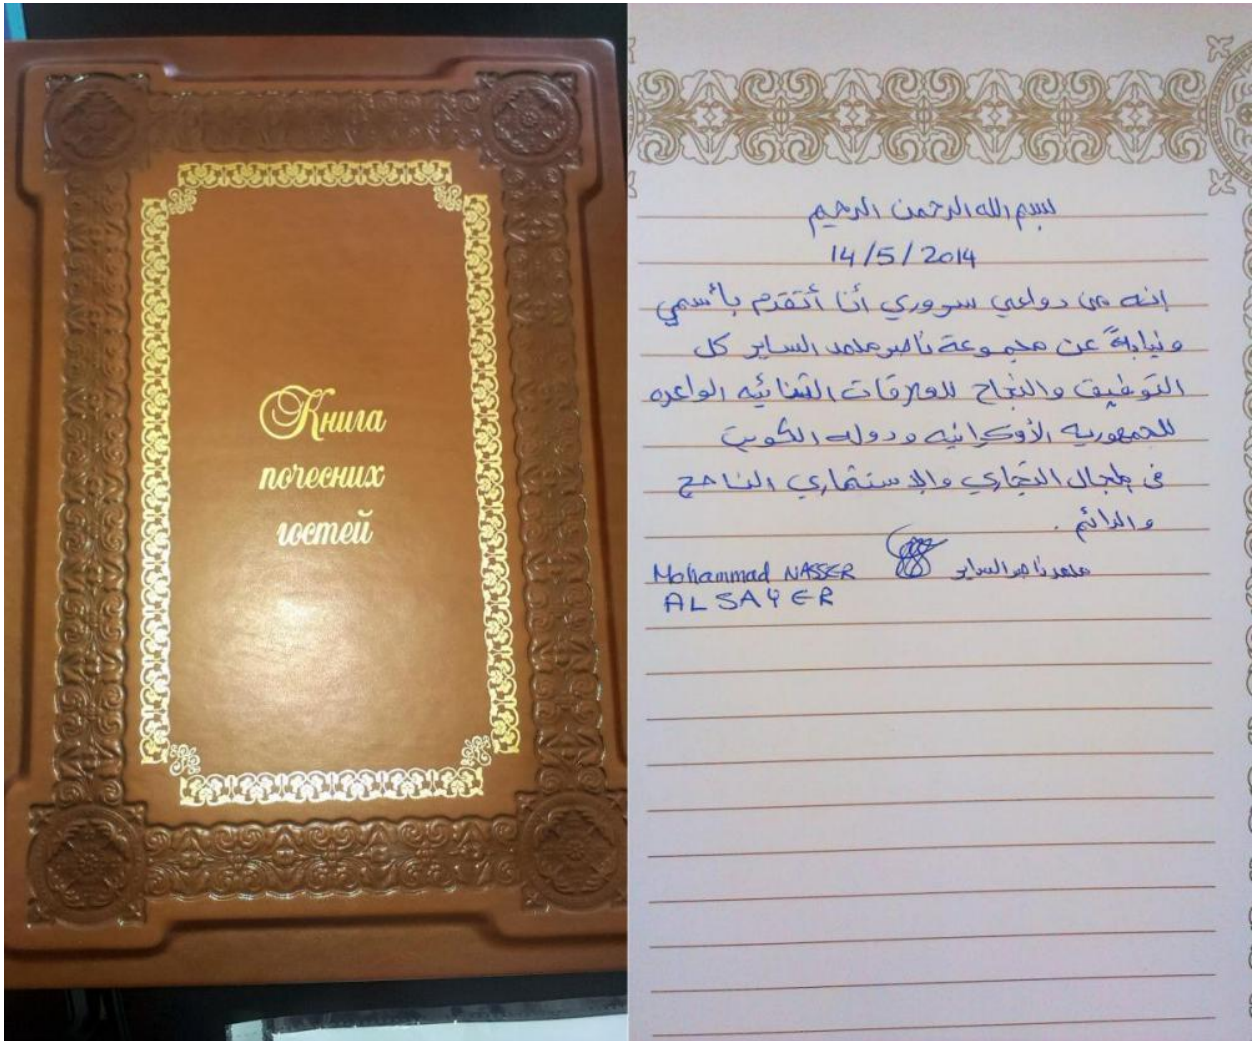 Книга
почесних
гостей
بسم الله الرحمن الرحيم
14/5/2014
إنه من دواعي سروري أنا أتقدم بأسمي
ونيابةً عن مجموعة ناصر محمد الساير كل
التوفيق والنجاح للعلاقات الثنائيه الواعده
للجمهوريه الأوكرانيه ودوله الكويت
في المجال التجاري والإستثماري الناجح
والدائم.
محمد ناصر الساير
Mohammad NASSER
ALSAYER